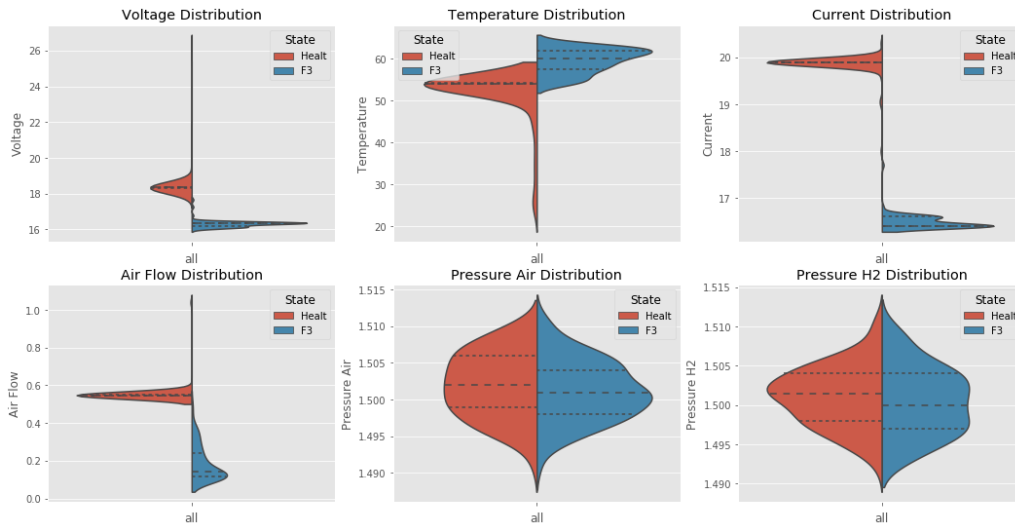 Voltage Distribution
26
24
22
20
18
16
Voltage
State
Healt
F3
all
Temperature Distribution
60
50
40
30
20
Temperature
State
Healt
F3
all
Current Distribution
20
19
18
17
Current
State
Healt
F3
all
Air Flow Distribution
1.0
0.8
0.6
0.4
0.2
0.0
Air Flow
State
Healt
F3
all
Pressure Air Distribution
1.515
1.510
1.505
1.500
1.495
1.490
Pressure Air
State
Healt
F3
all
Pressure H2 Distribution
1.515
1.510
1.505
1.500
1.495
1.490
Pressure H2
State
Healt
F3
all